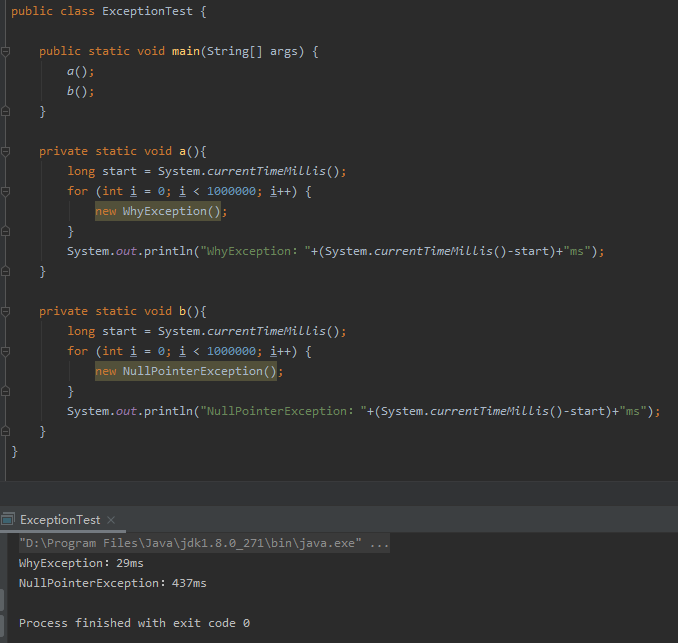 public class ExceptionTest {
public static void main(String[] args) {
a();
b();
}
private static void a(){
long start = System.currentTimeMillis();
for (int i = 0; i < 1000000; i++) {
new WhyException();
}
System.out.println("WhyException: "+(System.currentTimeMillis()-start)+"ms");
}
private static void b(){
long start = System.currentTimeMillis();
for (int i = 0; i < 1000000; i++) {
new NullPointerException();
}
System.out.println("NullPointerException: "+(System.currentTimeMillis()-start)+"ms");
}
}
ExceptionTest ×
"D:\Program Files\Java\jdk1.8.0_271\bin\java.exe" ...
WhyException: 29ms
NullPointerException: 437ms
Process finished with exit code 0